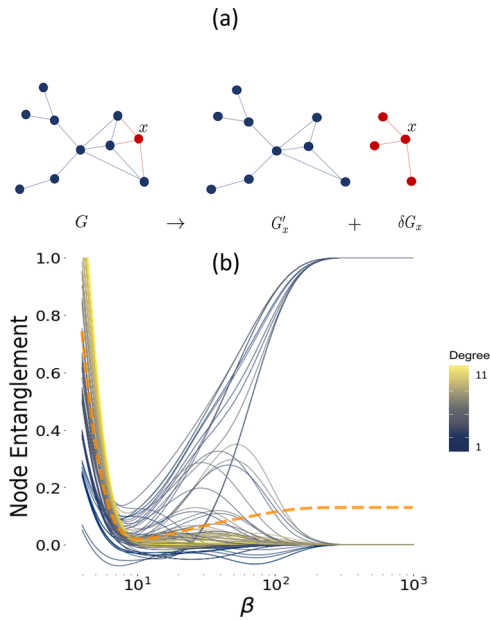 (a)
x x x
G → G′ₓ + δGₓ
(b)
Node Entanglement
1.0
0.8
0.6
0.4
0.2
0.0
10¹ 10² 10³
β
Degree
11
1